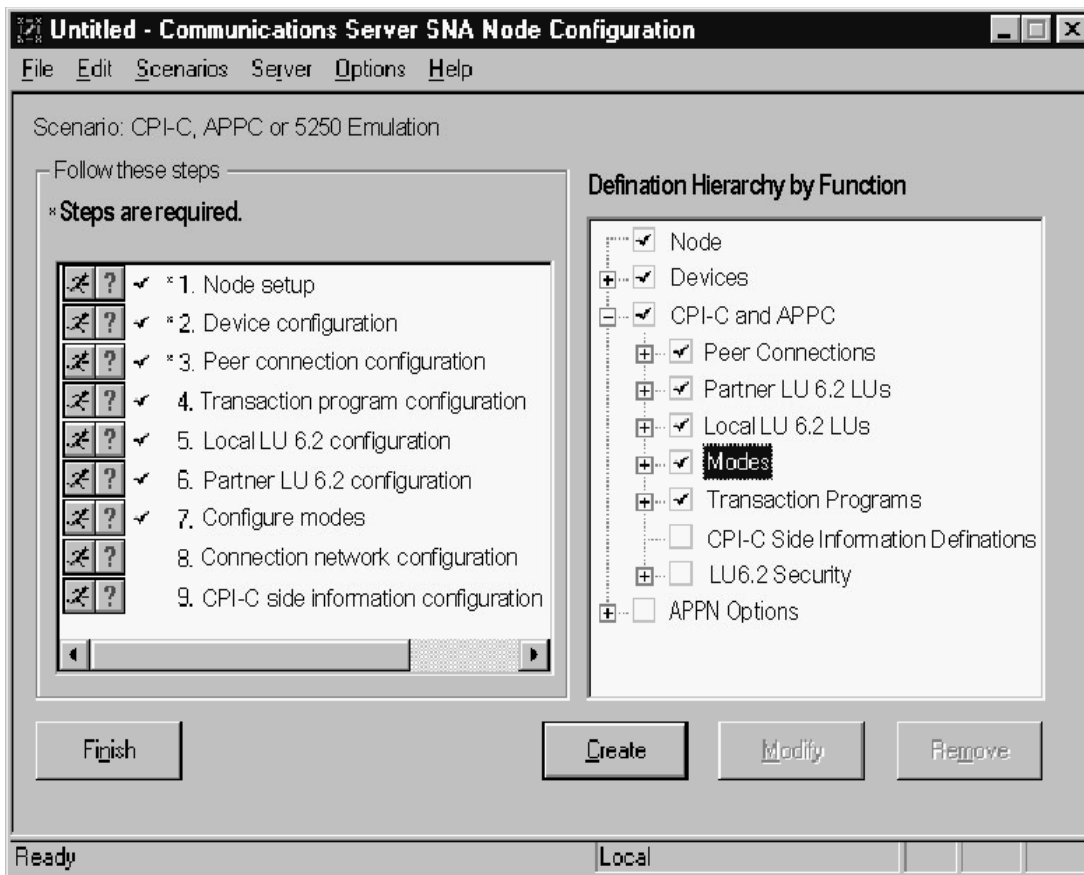 Untitled - Communications Server SNA Node Configuration
File Edit Scenarios Server Options Help
Scenario: CPI-C, APPC or 5250 Emulation
Follow these steps
* Steps are required.
? * 1. Node setup
? * 2. Device configuration
? * 3. Peer connection configuration
? 4. Transaction program configuration
? 5. Local LU 6.2 configuration
? 6. Partner LU 6.2 configuration
? 7. Configure modes
? 8. Connection network configuration
? 9. CPI-C side information configuration
Defination Hierarchy by Function
Node
Devices
CPI-C and APPC
Peer Connections
Partner LU 6.2 LUs
Local LU 6.2 LUs
Modes
Transaction Programs
CPI-C Side Information Definations
LU6.2 Security
APPN Options
Finish
Create
Modify
Remove
Ready
Local